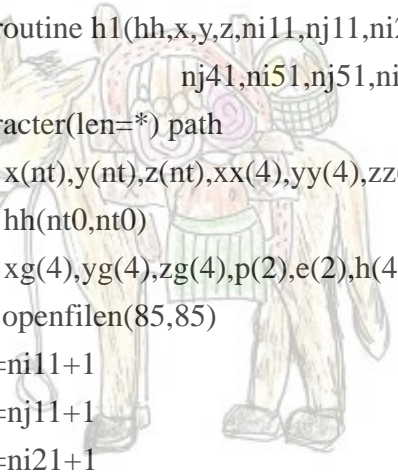 routine h1(hh,x,y,z,ni11,nj11,ni2
nj41,ni51,nj51,ni
racter(len=*) path
x(nt),y(nt),z(nt),xx(4),yy(4),zz(
hh(nt0,nt0)
xg(4),yg(4),zg(4),p(2),e(2),h(4
openfilen(85,85)
=ni11+1
=nj11+1
=ni21+1